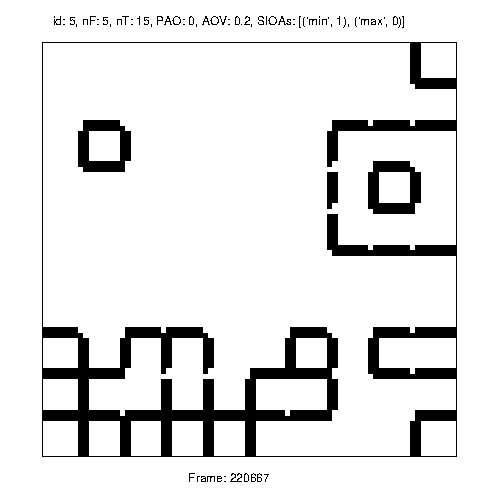 id: 5, nF: 5, nT: 15, PAO: 0, AOV: 0.2, SIOAs: [('min', 1), ('max', 0)]
Frame: 220667